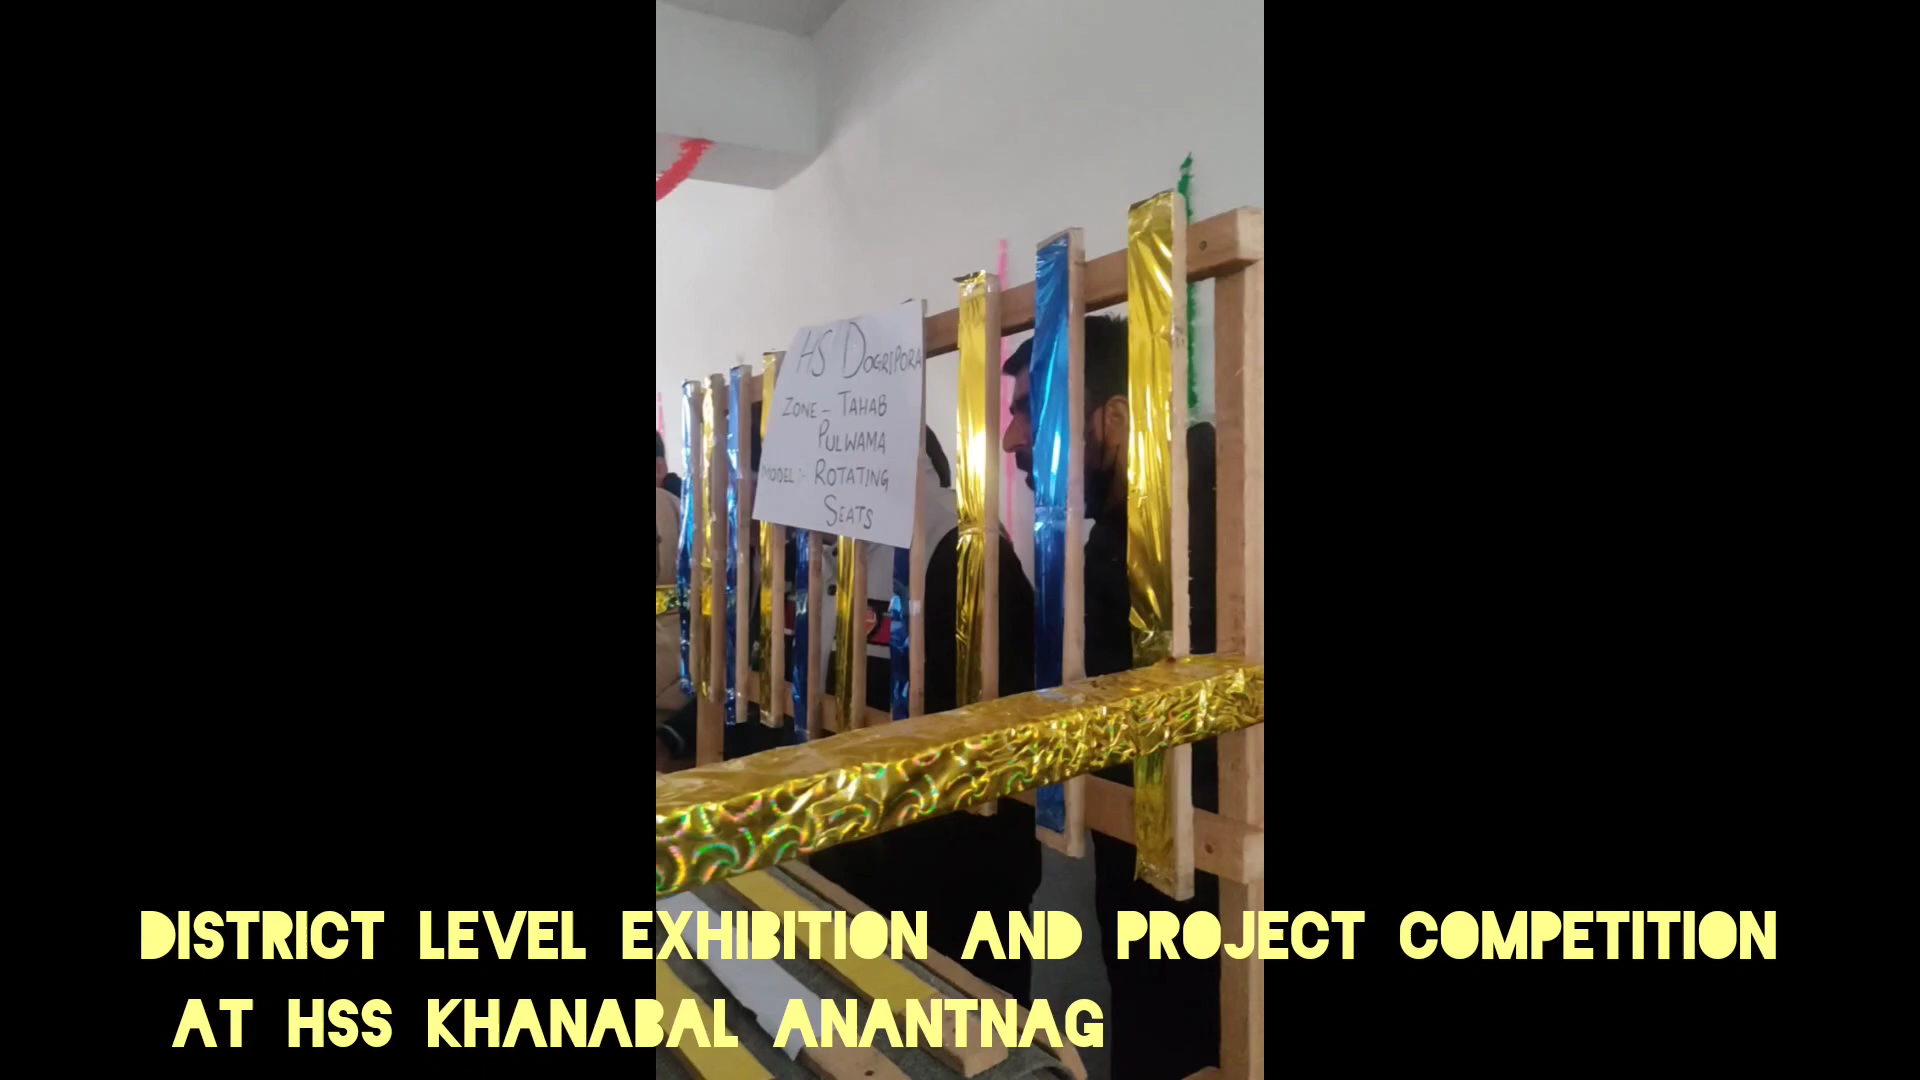 HS DOGRIPORA
ZONE - TAHAB
PULWAMA
MODEL :- ROTATING
SEATS
DISTRICT LEVEL EXHIBITION AND PROJECT COMPETITION
AT HSS KHANABAL ANANTNAG